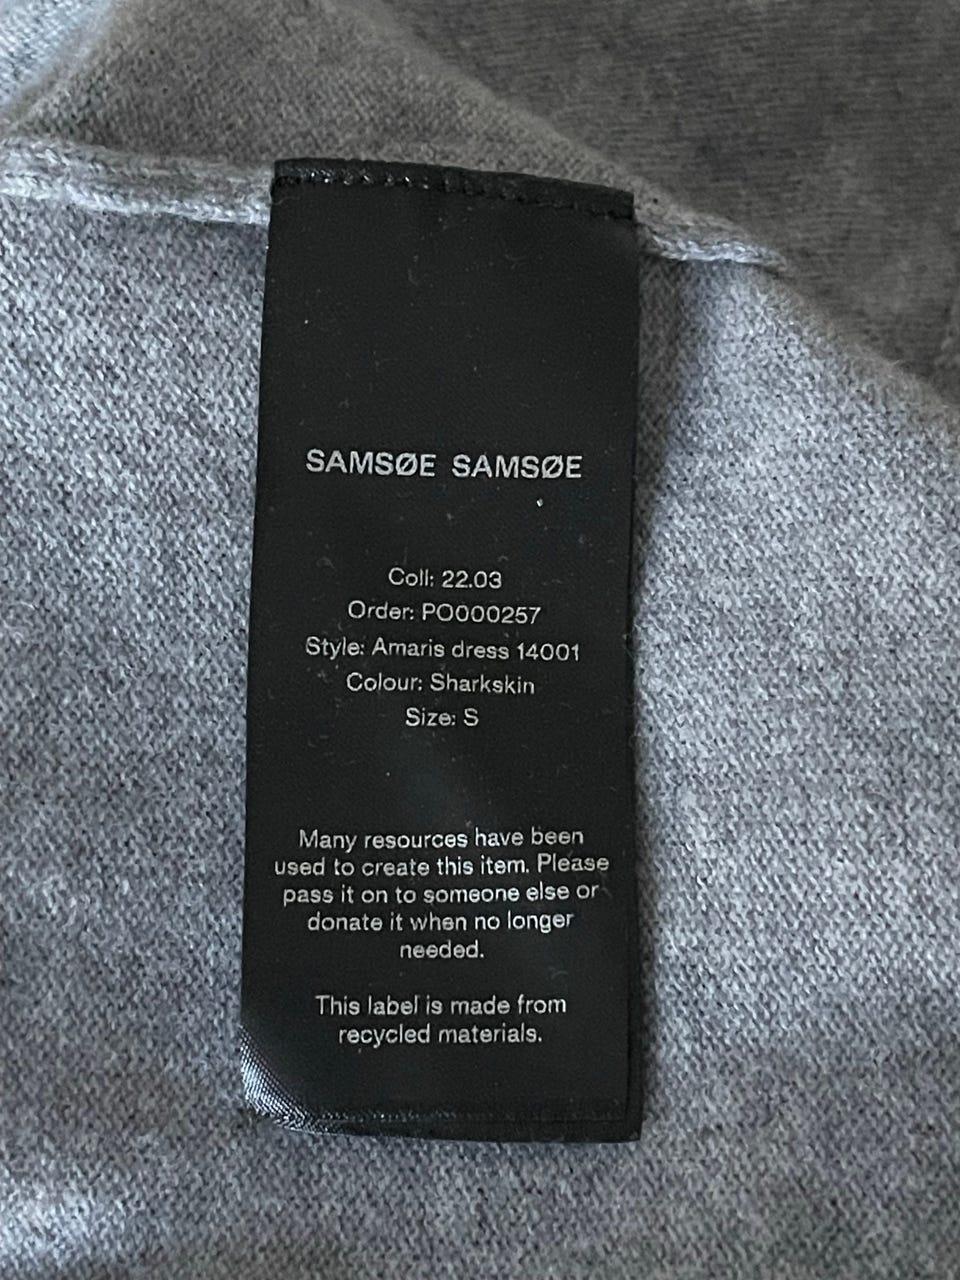 SAMSØE SAMSØE
Coll: 22.03
Order: PO000257
Style: Amaris dress 14001
Colour: Sharkskin
Size: S
Many resources have been
used to create this item. Please
pass it on to someone else or
donate it when no longer
needed.
This label is made from
recycled materials.